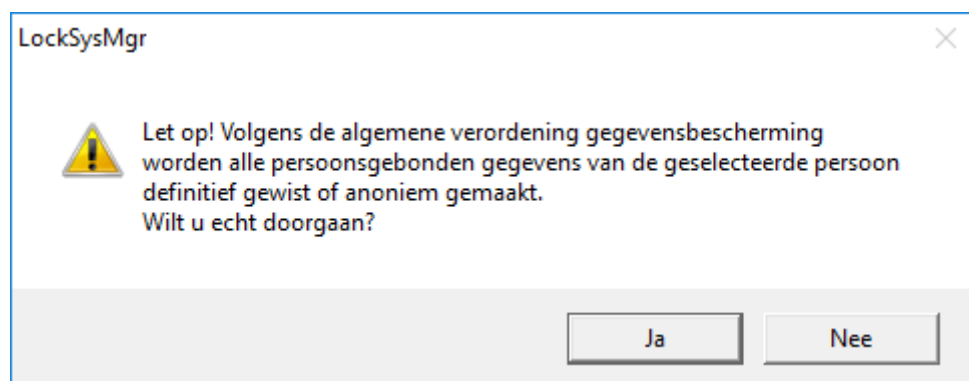 LockSysMgr
Let op! Volgens de algemene verordening gegevensbescherming
worden alle persoonsgebonden gegevens van de geselecteerde persoon
definitief gewist of anoniem gemaakt.
Wilt u echt doorgaan?
Ja
Nee